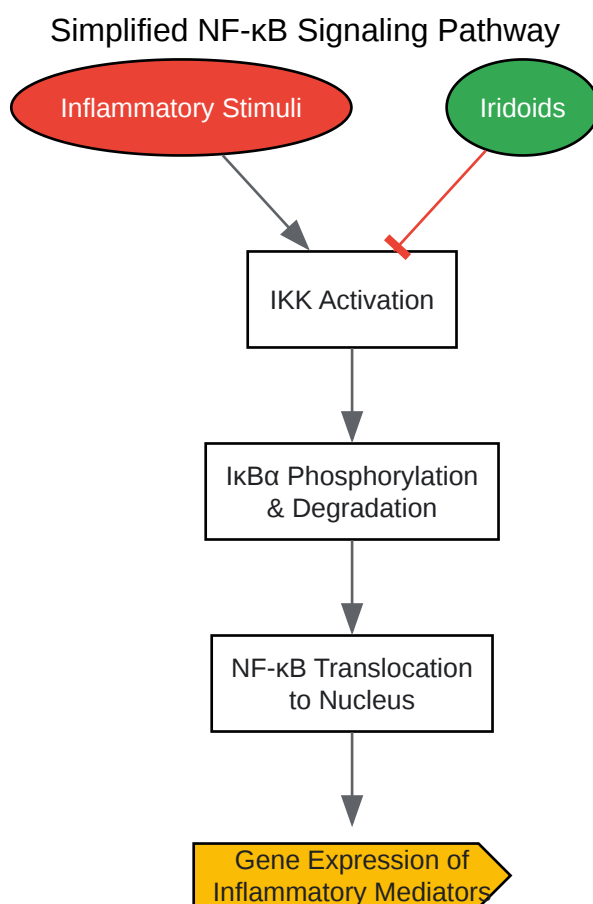 Simplified NF-κB Signaling Pathway
Inflammatory Stimuli
Iridoids
IKK Activation
IκBα Phosphorylation
& Degradation
NF-κB Translocation
to Nucleus
Gene Expression of
Inflammatory Mediators